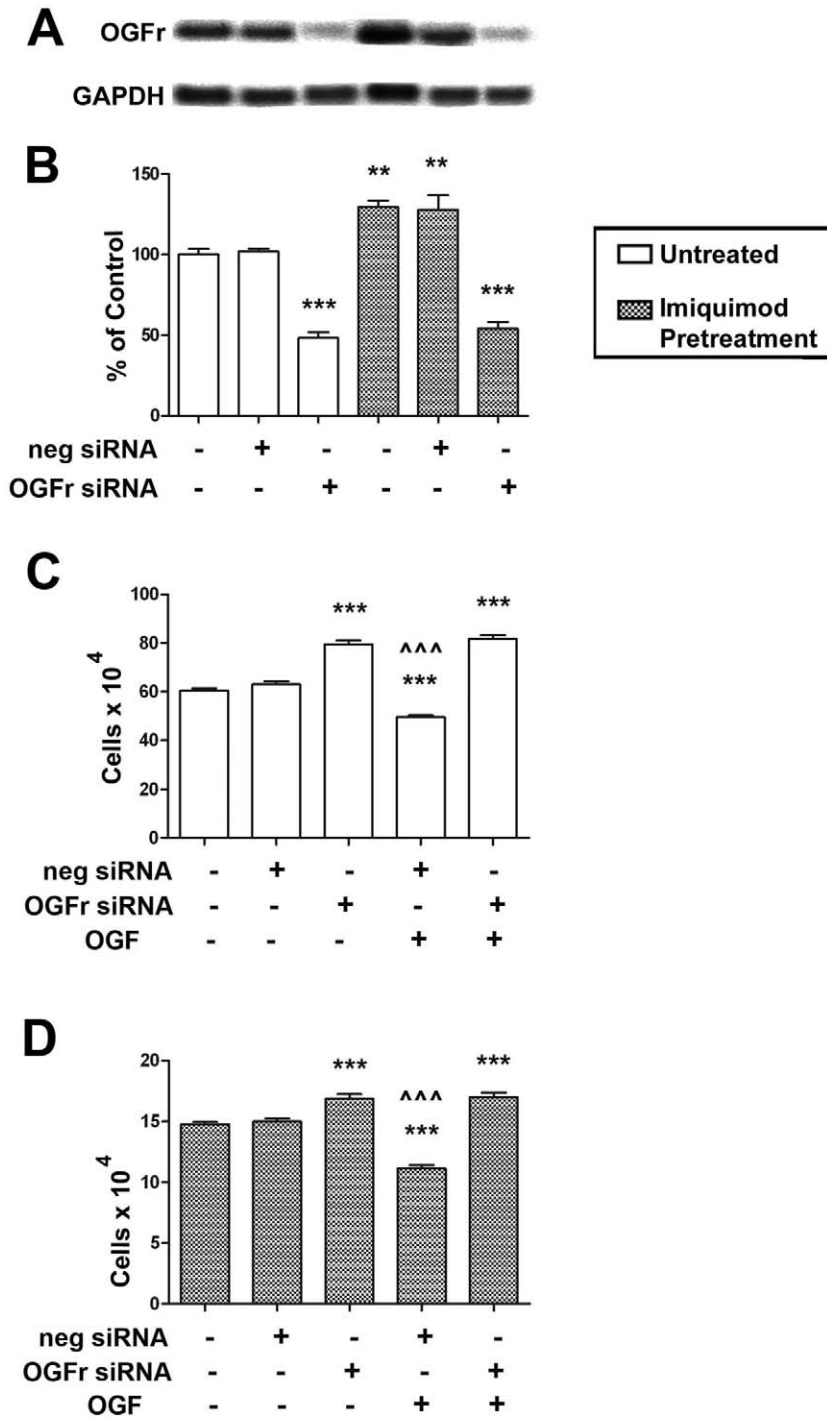 A
OGFr
GAPDH
B
150
100
50
0
% of Control
** **
*** ***
neg siRNA - + - - + -
OGFr siRNA - - + - - +
Untreated
Imiquimod
Pretreatment
C
100
80
60
40
20
0
Cells x 10^4
*** ^^^ *** ***
neg siRNA - + - + -
OGFr siRNA - - + - +
OGF - - - + +
D
20
15
10
5
0
Cells x 10^4
*** ^^^ *** ***
neg siRNA - + - + -
OGFr siRNA - - + - +
OGF - - - + +